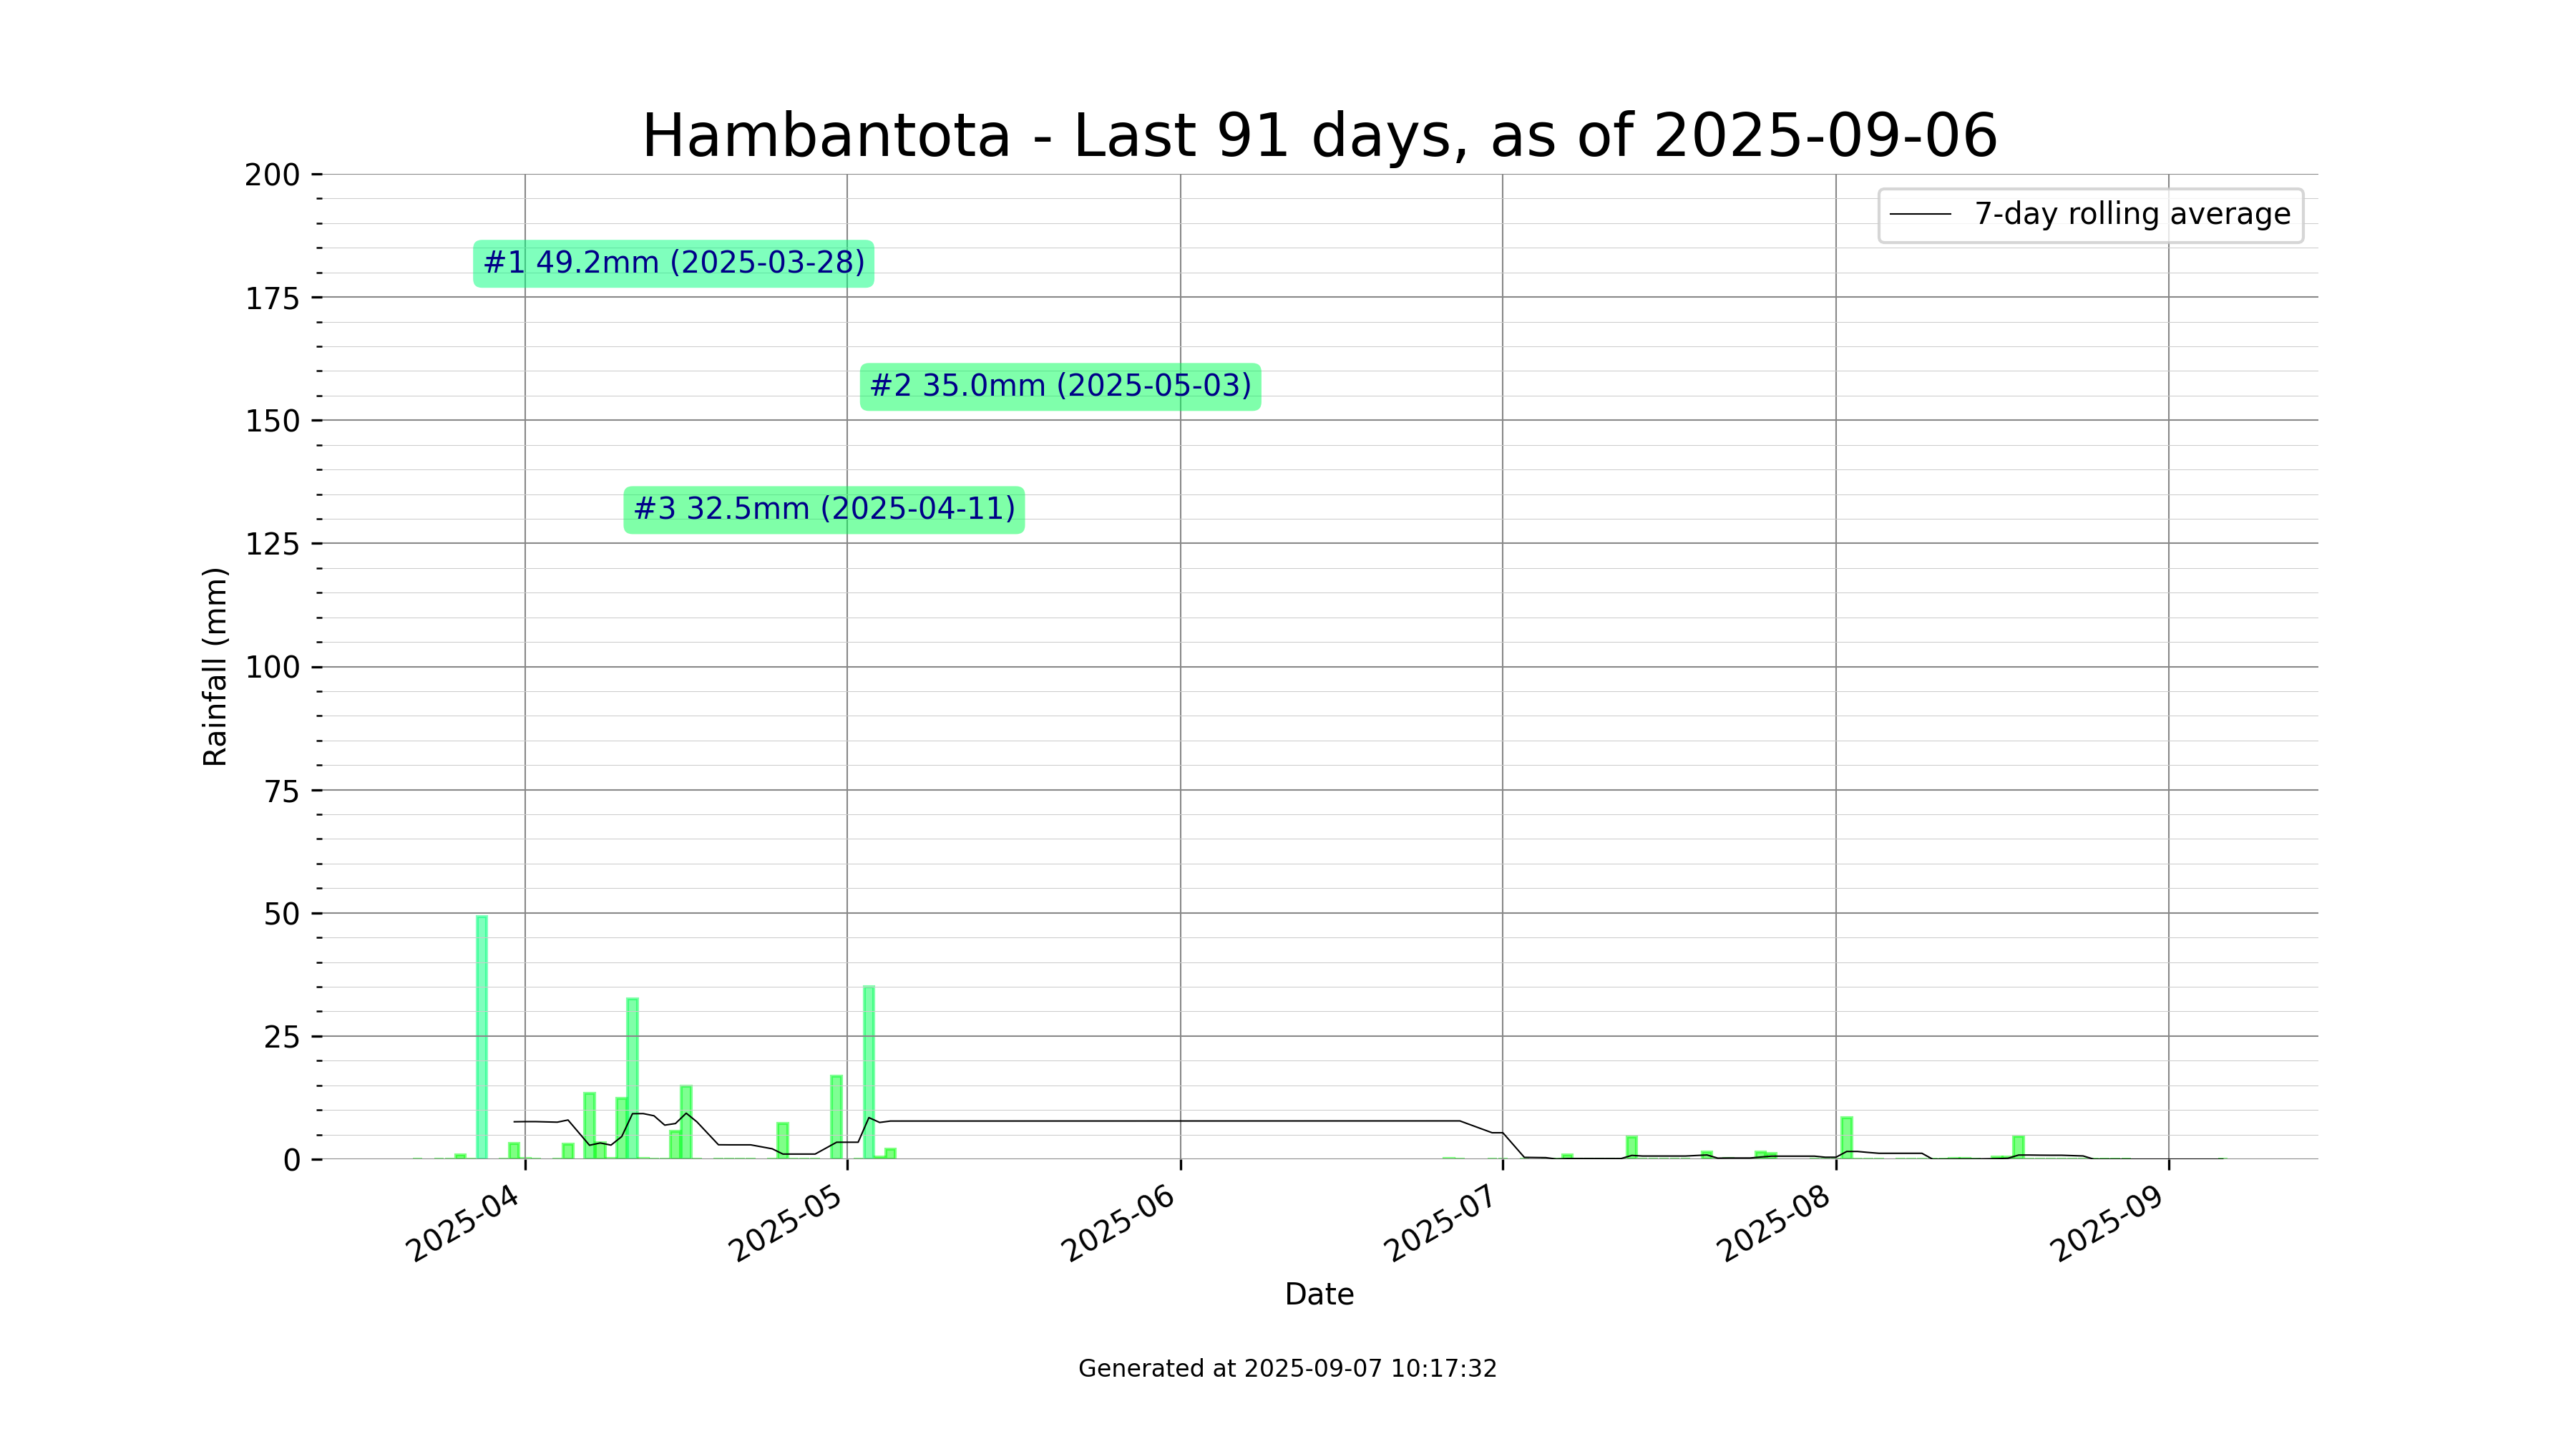 Hambantota - Last 91 days, as of 2025-09-06
7-day rolling average
#1 49.2mm (2025-03-28)
#2 35.0mm (2025-05-03)
#3 32.5mm (2025-04-11)
Rainfall (mm)
200
175
150
125
100
75
50
25
0
2025-04
2025-05
2025-06
2025-07
2025-08
2025-09
Date
Generated at 2025-09-07 10:17:32